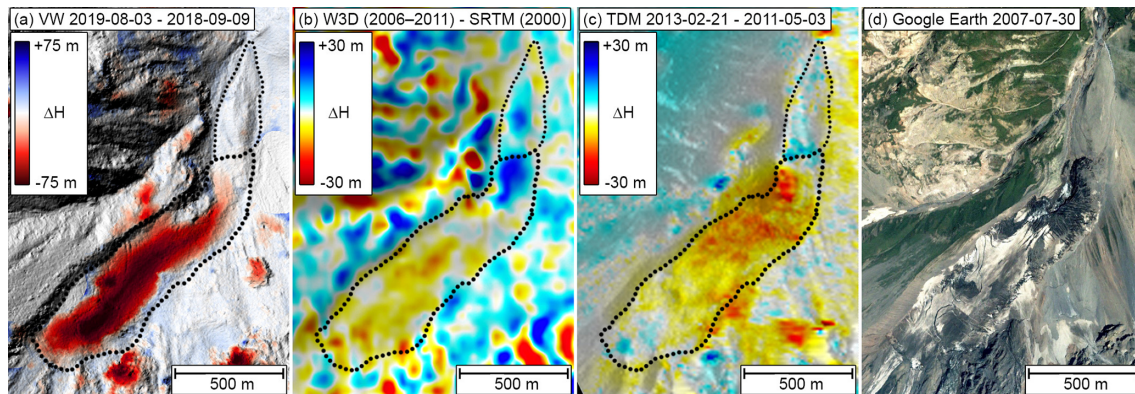 (a) VW 2019-08-03 - 2018-09-09
+75 m
ΔH
-75 m
500 m
(b) W3D (2006–2011) - SRTM (2000)
+30 m
ΔH
-30 m
500 m
(c) TDM 2013-02-21 - 2011-05-03
+30 m
ΔH
-30 m
500 m
(d) Google Earth 2007-07-30
500 m